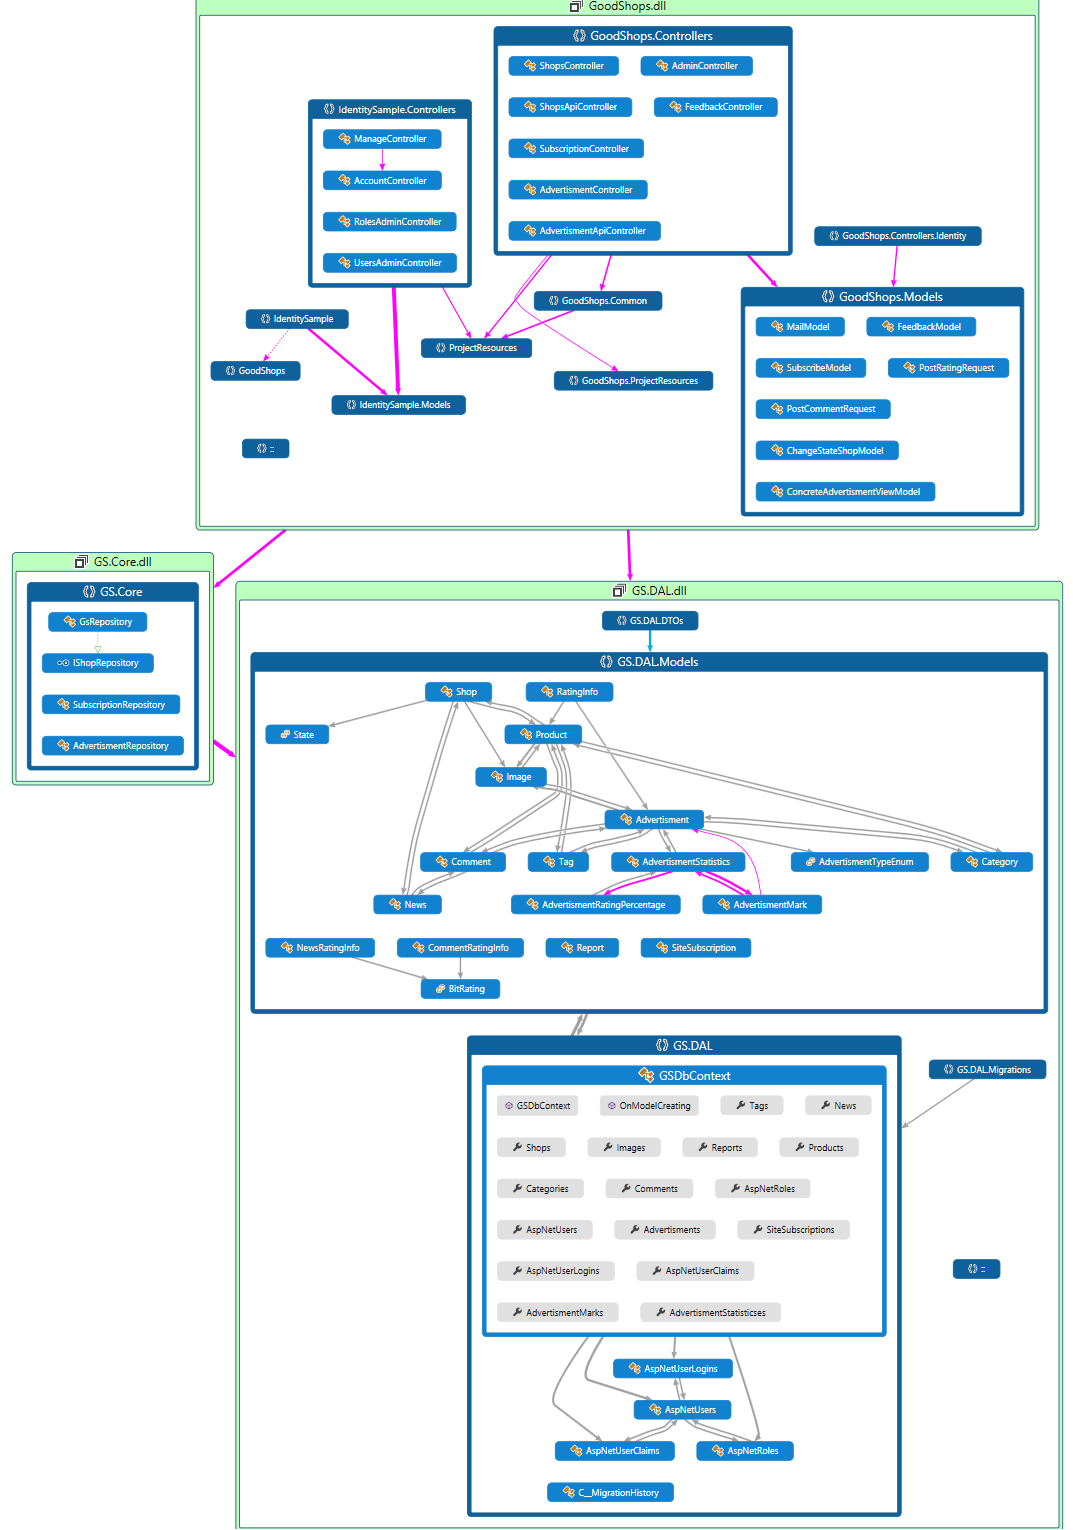 GoodShops.dll
GoodShops.Controllers
ShopsController
AdminController
ShopsApiController
FeedbackController
SubscriptionController
AdvertismentController
AdvertismentApiController
IdentitySample.Controllers
ManageController
AccountController
RolesAdminController
UsersAdminController
GoodShops.Controllers.Identity
GoodShops.Models
MailModel
FeedbackModel
SubscribeModel
PostRatingRequest
PostCommentRequest
ChangeStateShopModel
ConcreteAdvertismentViewModel
GoodShops.Common
IdentitySample
ProjectResources
GoodShops
GoodShops.ProjectResources
IdentitySample.Models
::
GS.Core.dll
GS.Core
GsRepository
IShopRepository
SubscriptionRepository
AdvertismentRepository
GS.DAL.dll
GS.DAL.DTOs
GS.DAL.Models
Shop
RatingInfo
State
Product
Image
Advertisment
Comment
Tag
AdvertismentStatistics
AdvertismentTypeEnum
Category
News
AdvertismentRatingPercentage
AdvertismentMark
NewsRatingInfo
CommentRatingInfo
Report
SiteSubscription
BitRating
GS.DAL
GSDbContext
GSDbContext
OnModelCreating
Tags
News
Shops
Images
Reports
Products
Categories
Comments
AspNetRoles
AspNetUsers
Advertisments
SiteSubscriptions
AspNetUserLogins
AspNetUserClaims
AdvertismentMarks
AdvertismentStatisticses
AspNetUserLogins
AspNetUsers
AspNetUserClaims
AspNetRoles
C__MigrationHistory
GS.DAL.Migrations
::